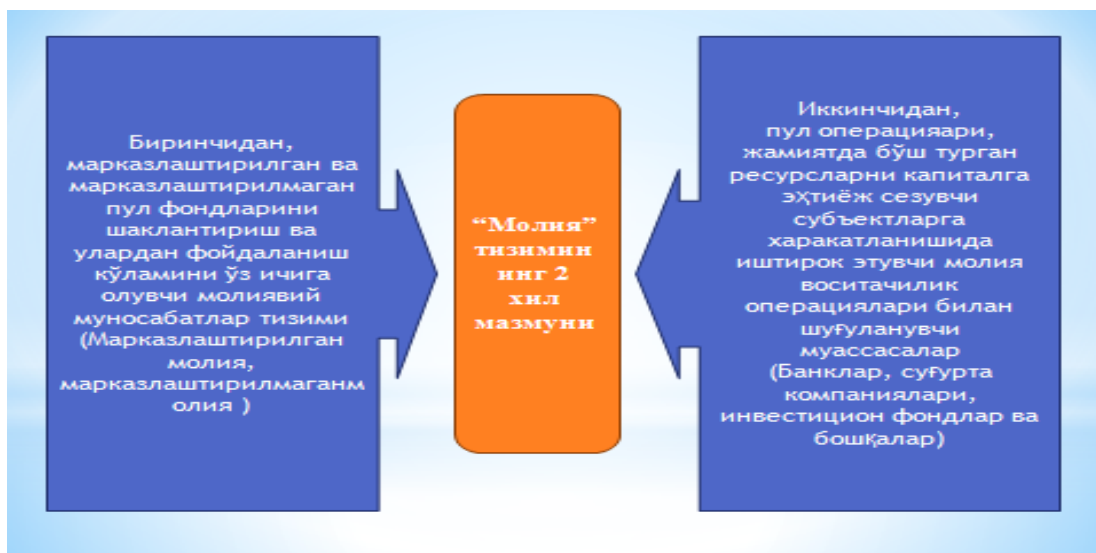 Биринчидан,
марказлаштирилган ва
марказлаштирилмаган
пул фондларини
шаклантириш ва
улардан фойдаланиш
кўламини ўз ичига
олувчи молиявий
муносабатлар тизими
(Марказлаштирилган
молия,
марказлаштирилмаганм
олия )
“Молия”
тизимин
инг 2
хил
мазмуни
Иккинчидан,
пул операцияари,
жамиятда бўш турган
ресурсларни капиталга
эҳтиёж сезувчи
субъектларга
харакатланишида
иштирок этувчи молия
воситачилик
операциялари билан
шуғуланувчи
муассасалар
(Банклар, суғурта
компаниялари,
инвестицион фондлар ва
бошқалар)